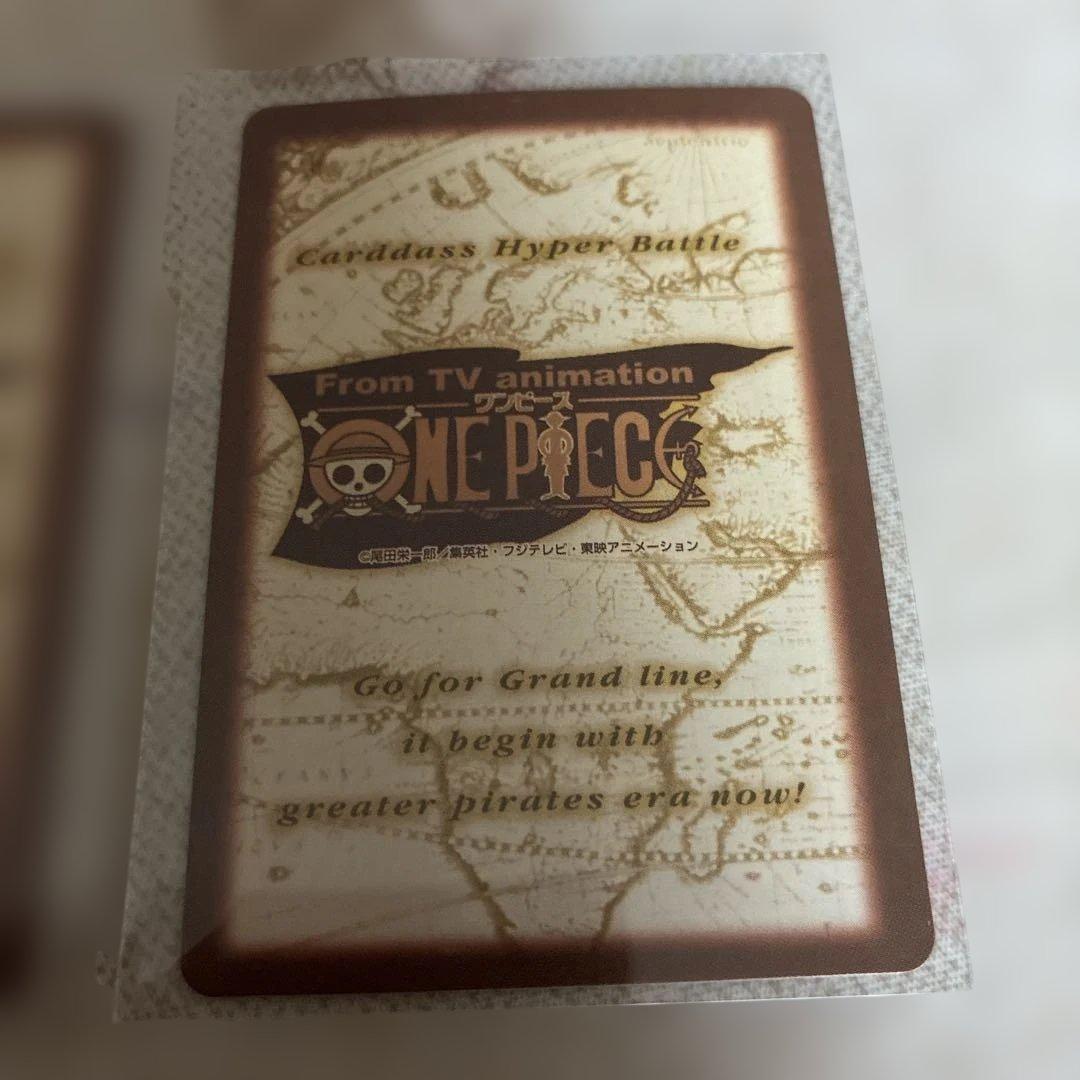 Carddass Hyper Battle
From TV animation
ワンピース
ONE PIECE
©尾田栄一郎／集英社・フジテレビ・東映アニメーション
Go for Grand line,
it begin with
greater pirates era now!